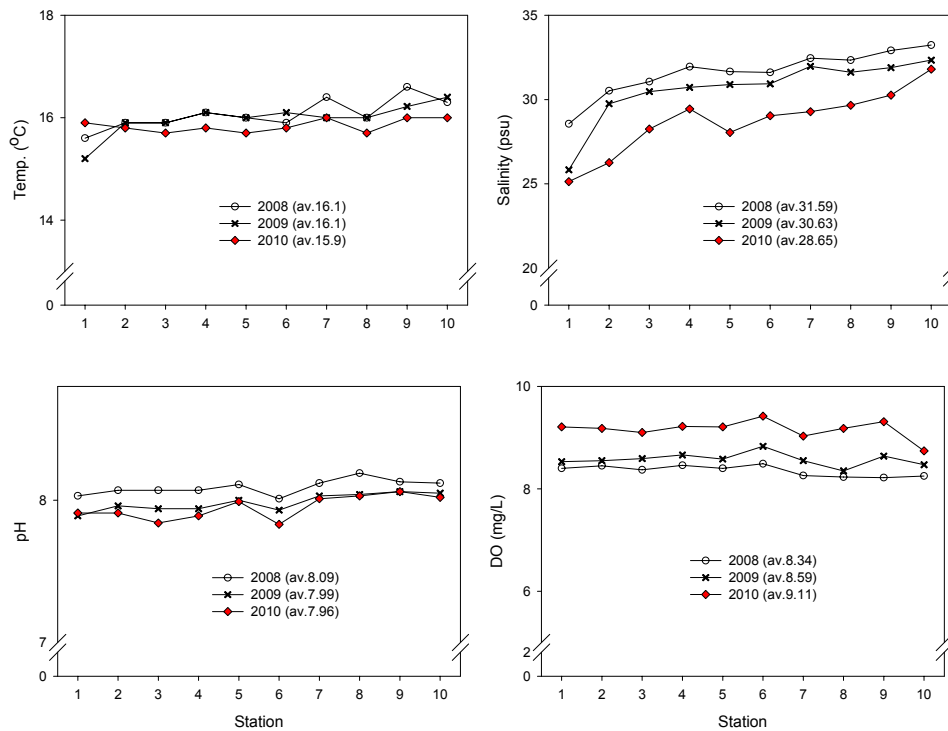 18
16
14
0
Temp. (OC)
2008 (av.16.1)
2009 (av.16.1)
2010 (av.15.9)
1 2 3 4 5 6 7 8 9 10
35
30
25
20
0
Salinity (psu)
2008 (av.31.59)
2009 (av.30.63)
2010 (av.28.65)
1 2 3 4 5 6 7 8 9 10
8
7
0
pH
2008 (av.8.09)
2009 (av.7.99)
2010 (av.7.96)
1 2 3 4 5 6 7 8 9 10
Station
10
8
6
2
0
DO (mg/L)
2008 (av.8.34)
2009 (av.8.59)
2010 (av.9.11)
1 2 3 4 5 6 7 8 9 10
Station